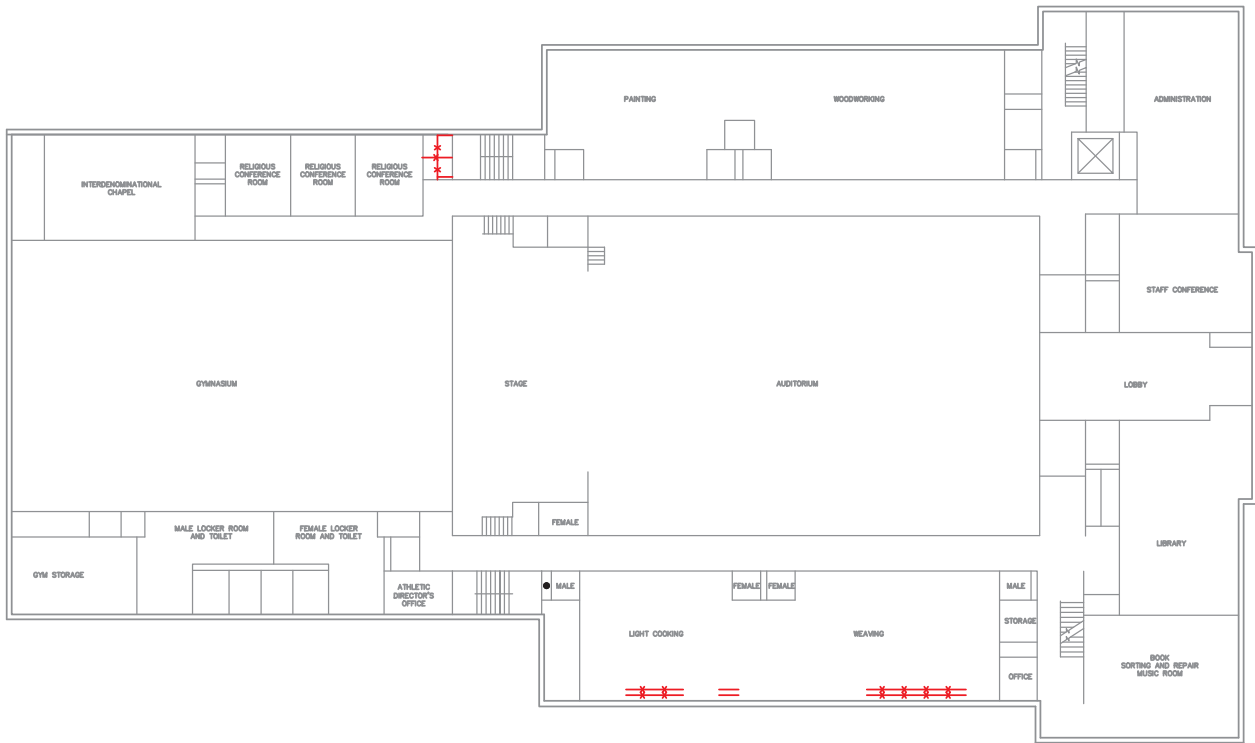 PAINTING
WOODWORKING
ADMINISTRATION
INTERDENOMINATIONAL
CHAPEL
RELIGIOUS
CONFERENCE
ROOM
RELIGIOUS
CONFERENCE
ROOM
RELIGIOUS
CONFERENCE
ROOM
STAFF CONFERENCE
GYMNASIUM
STAGE
AUDITORIUM
LOBBY
MALE LOCKER ROOM
AND TOILET
FEMALE LOCKER
ROOM AND TOILET
FEMALE
LIBRARY
GYM STORAGE
ATHLETIC
DIRECTOR'S
OFFICE
MALE
FEMALE
FEMALE
MALE
STORAGE
LIGHT COOKING
WEAVING
OFFICE
BOOK
SORTING AND REPAIR
MUSIC ROOM